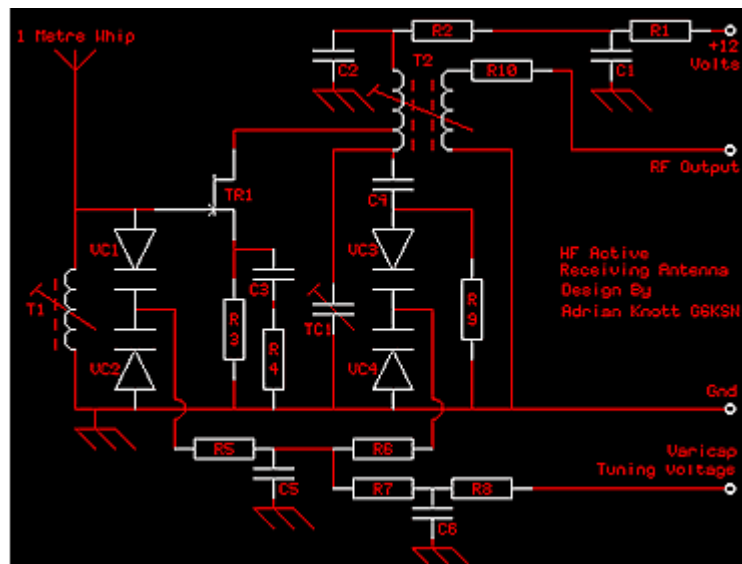 1 Metre Whip
R2
R1
+12
Volts
C2
T2
C1
R10
RF Output
TR1
C4
VC1
VC3
HF Active
Receiving Antenna
Design By
Adrian Knott G6KSN
C3
T1
R3
R4
TC1
R9
VC2
VC4
Gnd
R5
R6
Varicap
Tuning Voltage
C5
R7
R8
C6